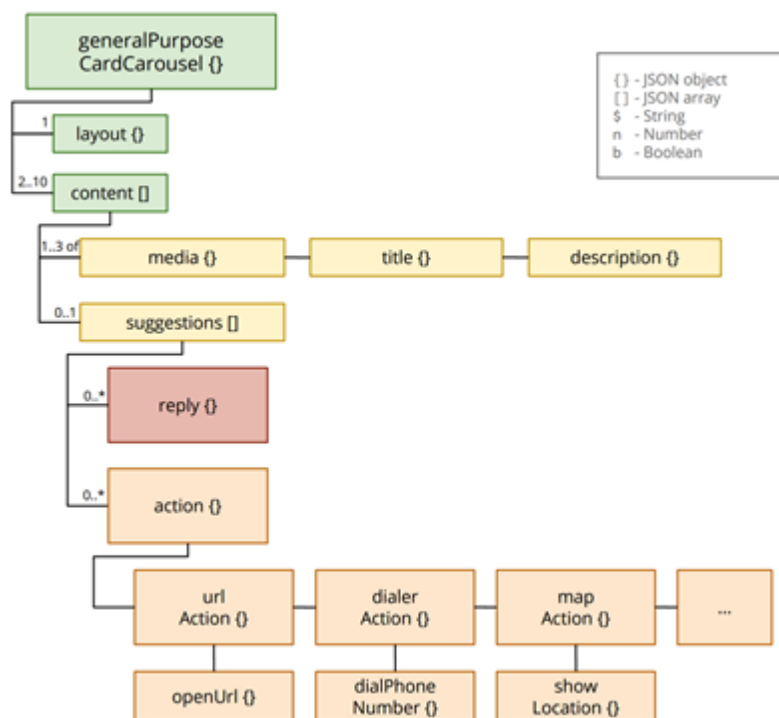 generalPurpose
CardCarousel {}
{} - JSON object
[] - JSON array
$ - String
n - Number
b - Boolean
1
layout {}
2..10
content []
1..3 of
media {}
title {}
description {}
0..1
suggestions []
0..*
reply {}
0..*
action {}
url
Action {}
dialer
Action {}
map
Action {}
...
openUrl {}
dialPhone
Number {}
show
Location {}